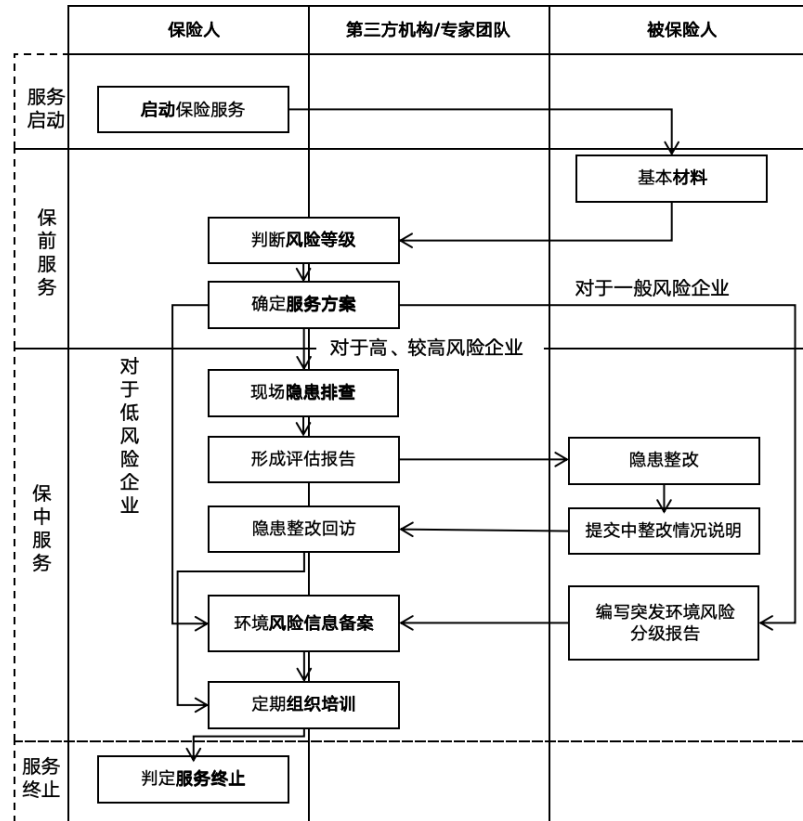 保险人
第三方机构/专家团队
被保险人
服务
启动
启动保险服务
基本材料
保前服务
判断风险等级
确定服务方案
对于一般风险企业
对于高、较高风险企业
对于低风险企业
现场隐患排查
保中服务
形成评估报告
隐患整改
隐患整改回访
提交中整改情况说明
环境风险信息备案
编写突发环境风险
分级报告
定期组织培训
服务
终止
判定服务终止